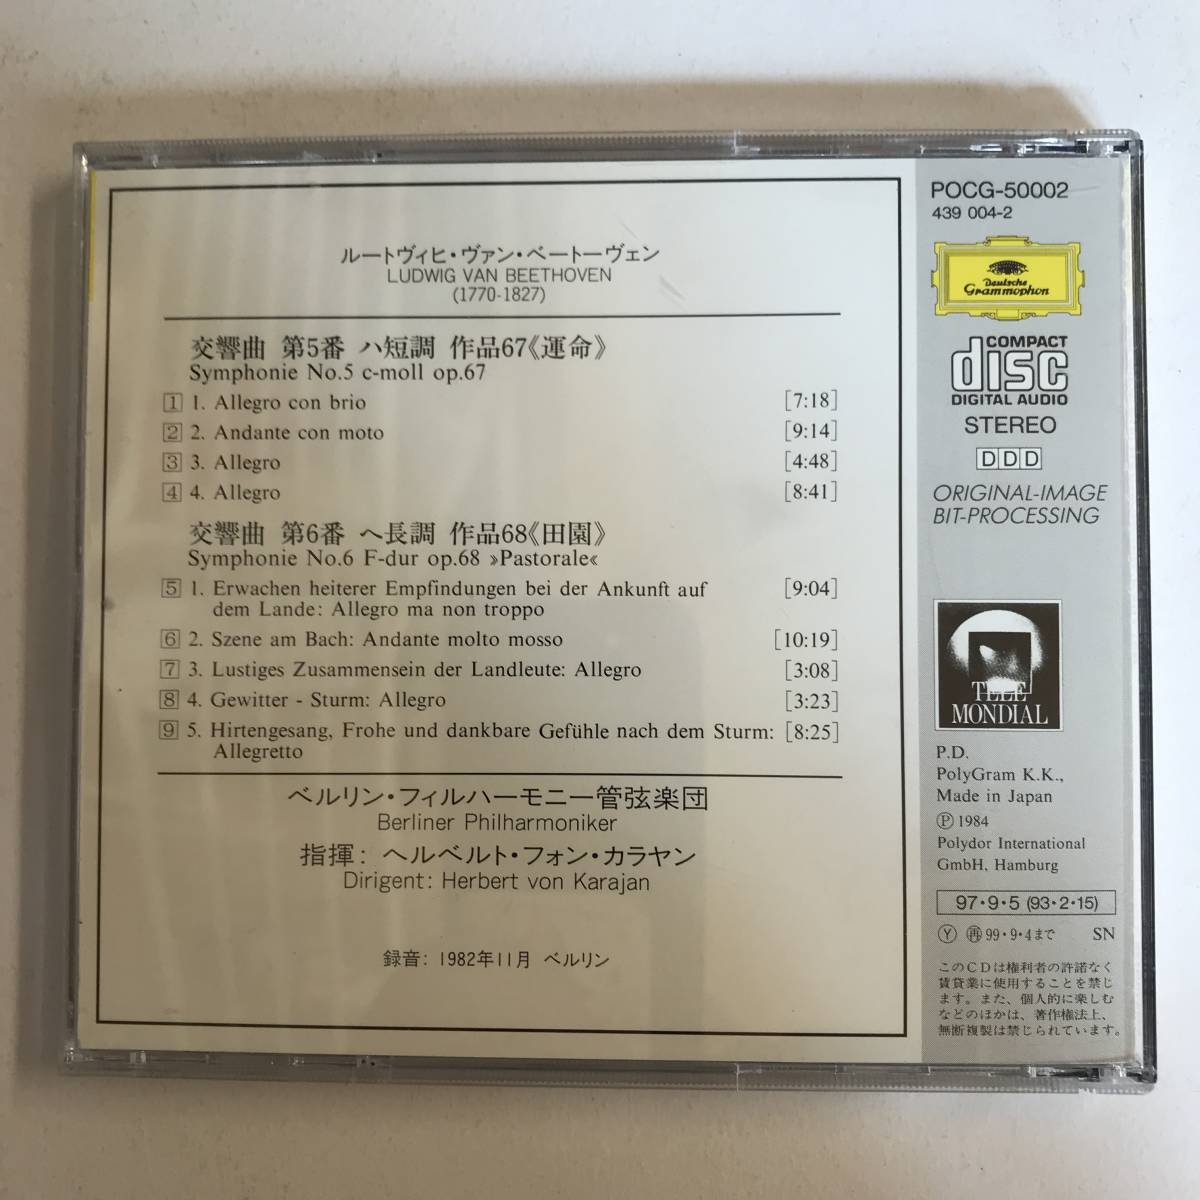 ルートヴィヒ・ヴァン・ベートーヴェン
LUDWIG VAN BEETHOVEN
(1770-1827)
交響曲 第5番 ハ短調 作品67《運命》
Symphonie No.5 c-moll op.67
1 1. Allegro con brio [7:18]
2 2. Andante con moto [9:14]
3 3. Allegro [4:48]
4 4. Allegro [8:41]
交響曲 第6番 ヘ長調 作品68《田園》
Symphonie No.6 F-dur op.68 »Pastorale«
5 1. Erwachen heiterer Empfindungen bei der Ankunft auf [9:04]
dem Lande: Allegro ma non troppo
6 2. Szene am Bach: Andante molto mosso [10:19]
7 3. Lustiges Zusammensein der Landleute: Allegro [3:08]
8 4. Gewitter - Sturm: Allegro [3:23]
9 5. Hirtengesang, Frohe und dankbare Gefühle nach dem Sturm: [8:25]
Allegretto
ベルリン・フィルハーモニー管弦楽団
Berliner Philharmoniker
指揮: ヘルベルト・フォン・カラヤン
Dirigent: Herbert von Karajan
録音: 1982年11月 ベルリン
POCG-50002
439 004-2
Deutsche
Grammophon
COMPACT
disc
DIGITAL AUDIO
STEREO
DDD
ORIGINAL-IMAGE
BIT-PROCESSING
TELE
MONDIAL
P.D.
PolyGram K.K.,
Made in Japan
Ⓟ 1984
Polydor International
GmbH, Hamburg
97・9・5 (93・2・15)
Ⓨ ㊢99・9・4まで SN
このCDは権利者の許諾なく
賃貸業に使用することを禁じ
ます。また、個人的に楽しむ
などのほかは、著作権法上、
無断複製は禁じられています。